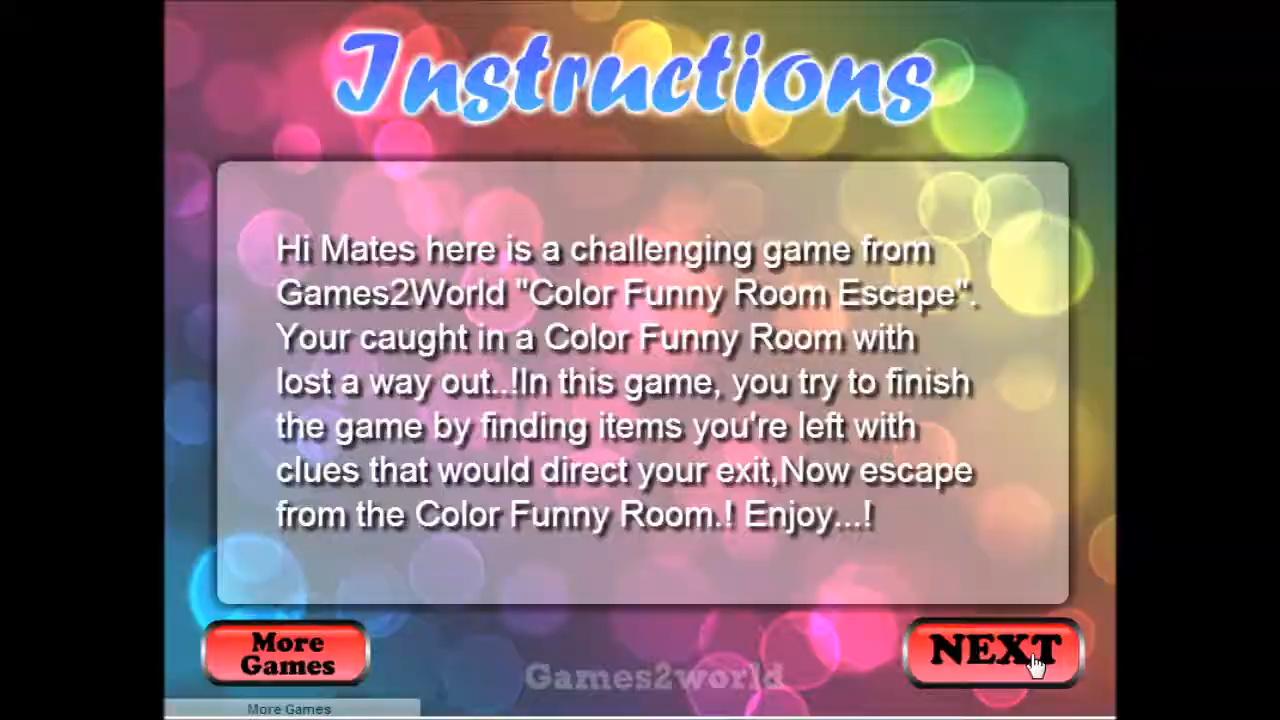 Instructions
Hi Mates here is a challenging game from
Games2World "Color Funny Room Escape".
Your caught in a Color Funny Room with
lost a way out..!In this game, you try to finish
the game by finding items you're left with
clues that would direct your exit,Now escape
from the Color Funny Room.! Enjoy...!
More
Games
NEXT
Games2world
More Games